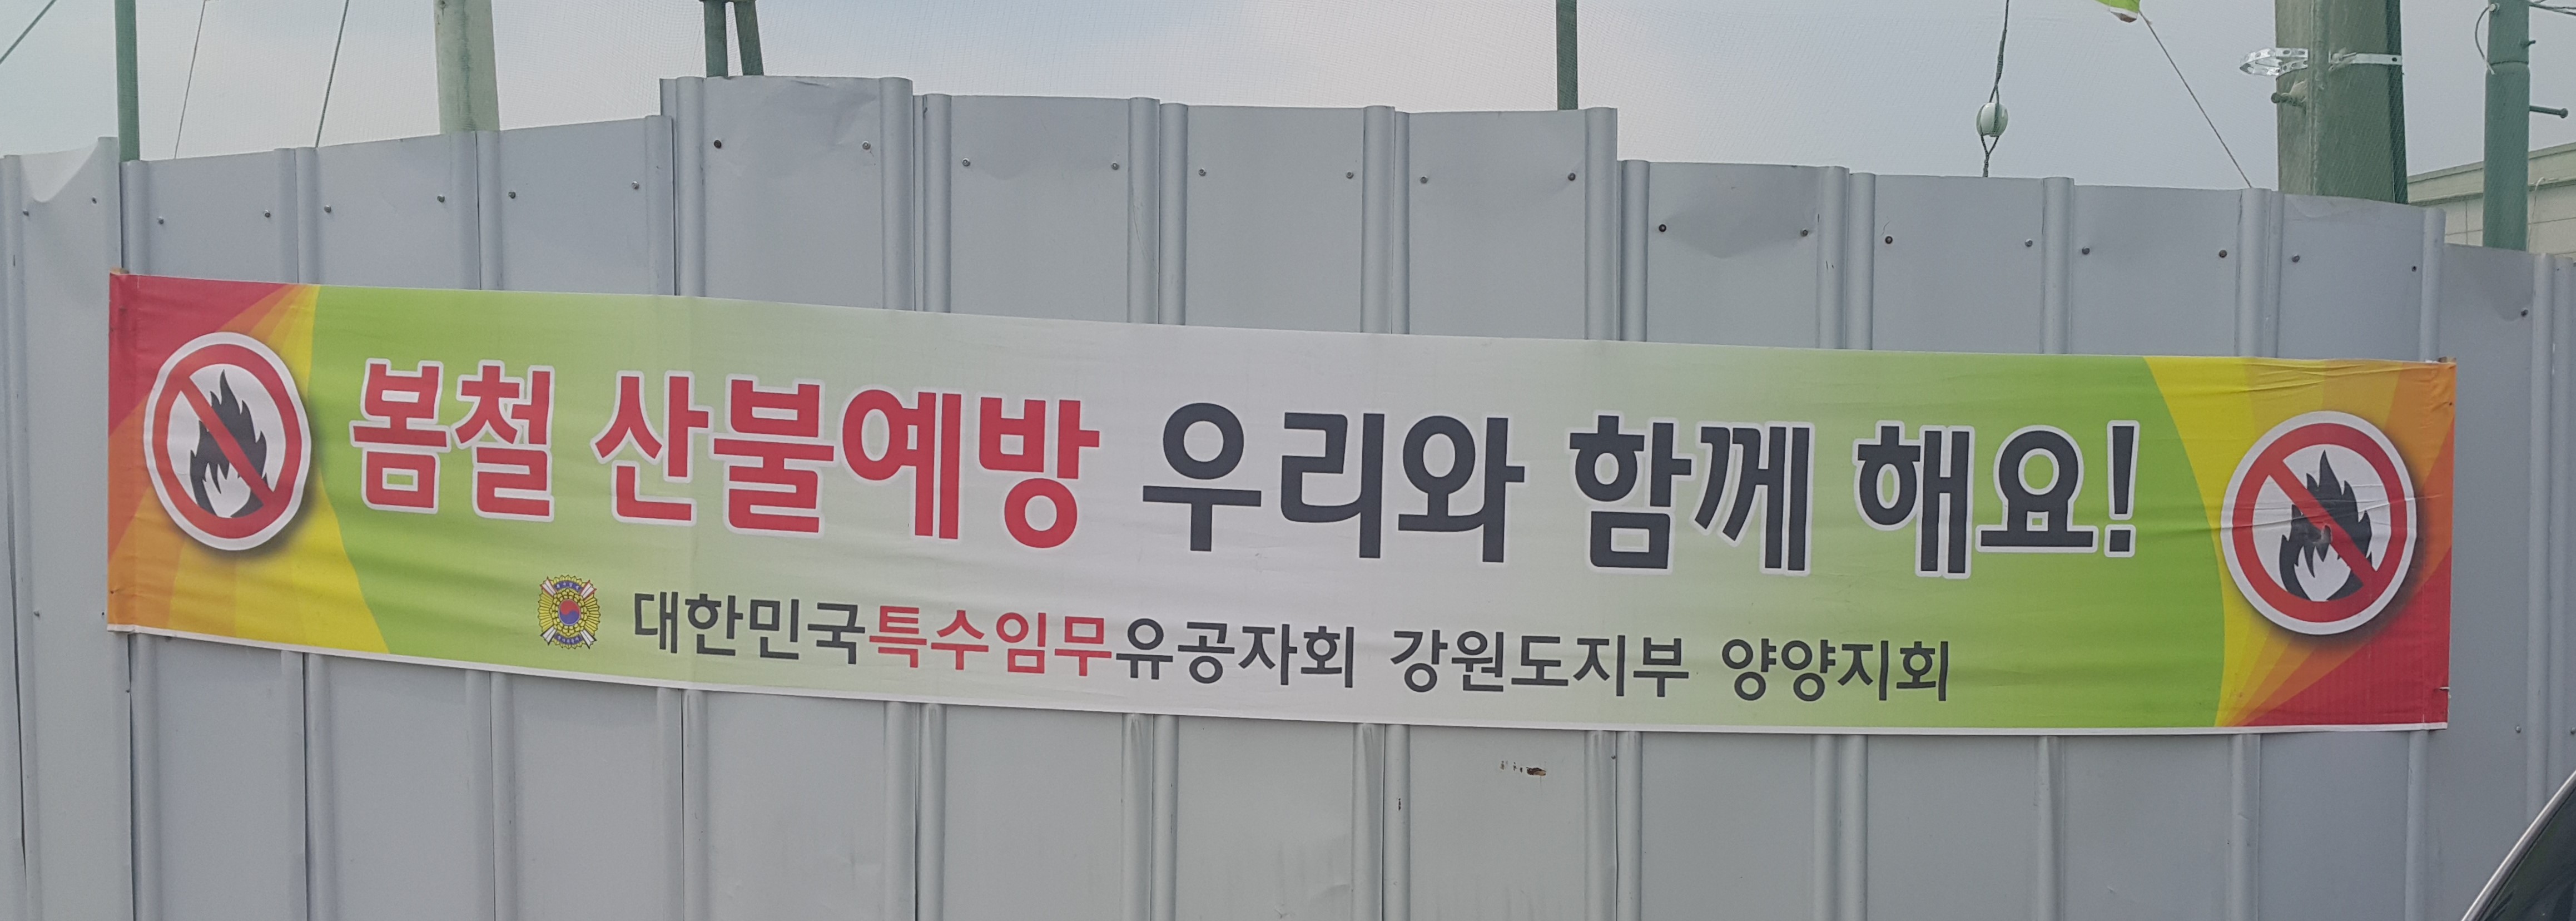 봄철 산불예방 우리와 함께 해요!
대한민국특수임무유공자회 강원도지부 양양지회